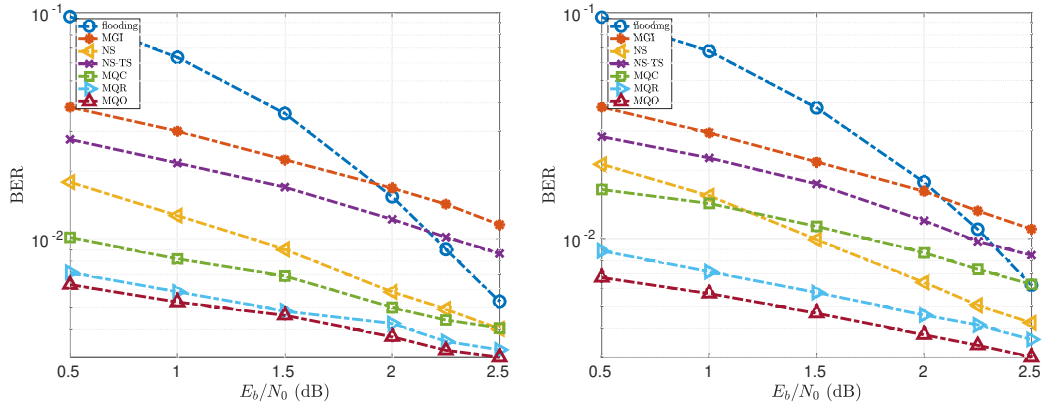 10^-1
flooding
MGI
NS
NS-TS
MQC
MQR
MQO
BER
10^-2
0.5 1 1.5 2 2.5
E_b/N_0 (dB)
10^-1
flooding
MGI
NS
NS-TS
MQC
MQR
MQO
BER
10^-2
0.5 1 1.5 2 2.5
E_b/N_0 (dB)